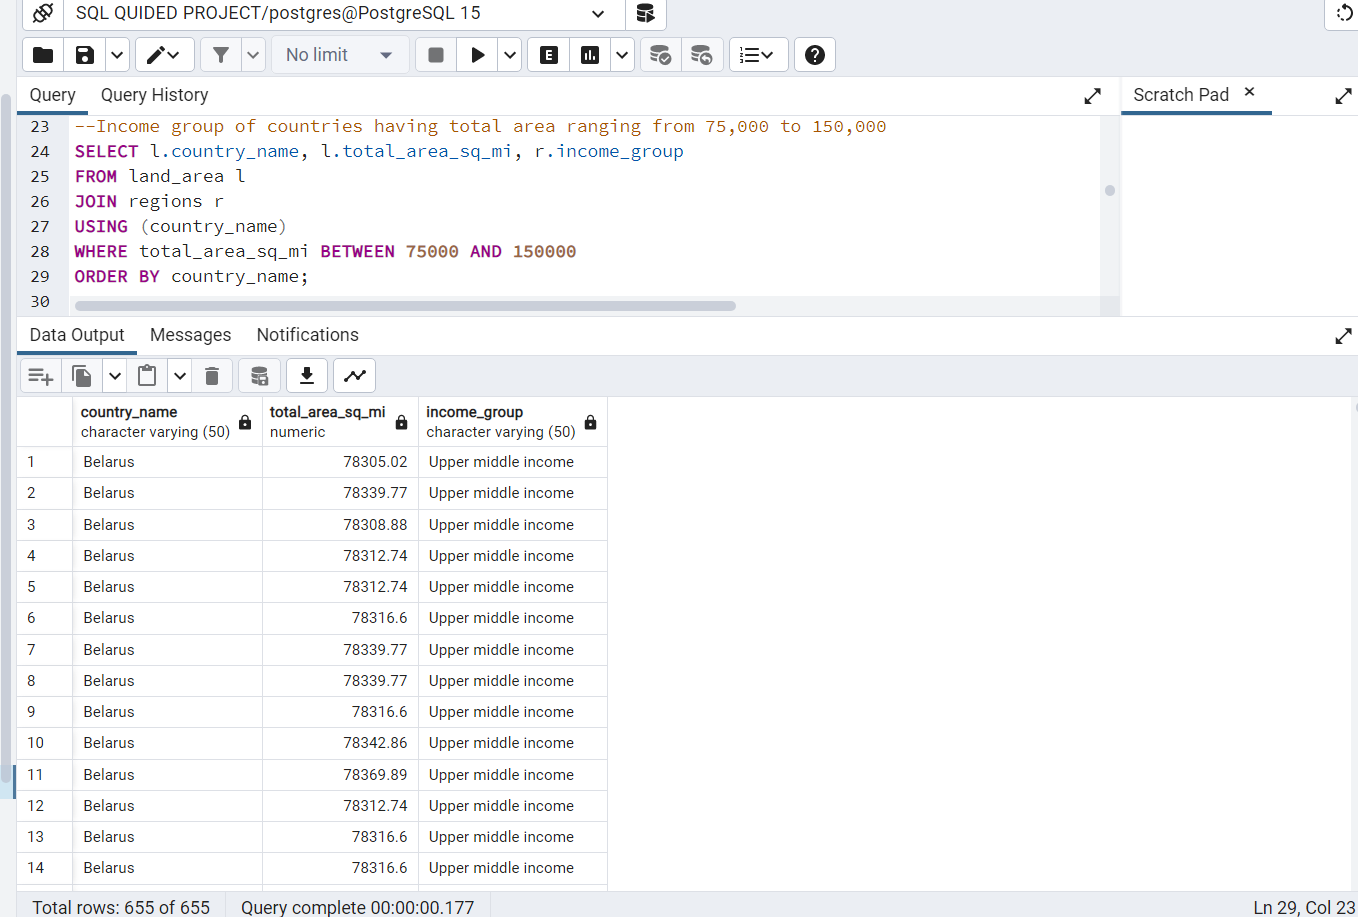 SQL QUIDED PROJECT/postgres@PostgreSQL 15
No limit
E
Query Query History Scratch Pad
23 --Income group of countries having total area ranging from 75,000 to 150,000
24 SELECT l.country_name, l.total_area_sq_mi, r.income_group
25 FROM land_area l
26 JOIN regions r
27 USING (country_name)
28 WHERE total_area_sq_mi BETWEEN 75000 AND 150000
29 ORDER BY country_name;
30
Data Output Messages Notifications
country_name total_area_sq_mi income_group
character varying (50) numeric character varying (50)
1 Belarus 78305.02 Upper middle income
2 Belarus 78339.77 Upper middle income
3 Belarus 78308.88 Upper middle income
4 Belarus 78312.74 Upper middle income
5 Belarus 78312.74 Upper middle income
6 Belarus 78316.6 Upper middle income
7 Belarus 78339.77 Upper middle income
8 Belarus 78339.77 Upper middle income
9 Belarus 78316.6 Upper middle income
10 Belarus 78342.86 Upper middle income
11 Belarus 78369.89 Upper middle income
12 Belarus 78312.74 Upper middle income
13 Belarus 78316.6 Upper middle income
14 Belarus 78316.6 Upper middle income
Total rows: 655 of 655 Query complete 00:00:00.177 Ln 29, Col 23